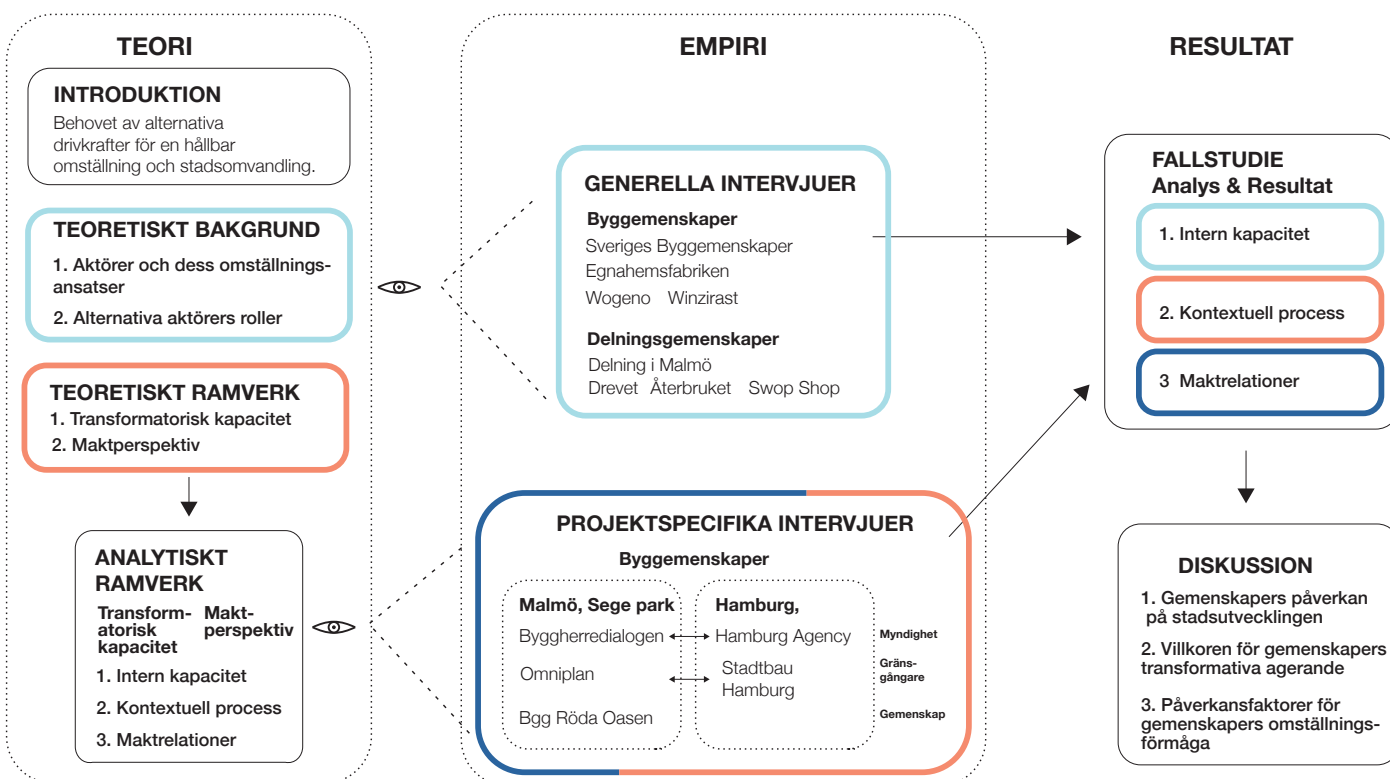 TEORI
INTRODUKTION
Behovet av alternativa
drivkrafter för en hållbar
omställning och stadsomvandling.
TEORETISKT BAKGRUND
1. Aktörer och dess omställnings-
ansatser
2. Alternativa aktörers roller
TEORETISKT RAMVERK
1. Transformatorisk kapacitet
2. Maktperspektiv
ANALYTISKT
RAMVERK
Transform-
atorisk
kapacitet
Makt-
perspektiv
1. Intern kapacitet
2. Kontextuell process
3. Maktrelationer
EMPIRI
GENERELLA INTERVJUER
Byggemenskaper
Sveriges Byggemenskaper
Egnahemsfabriken
Wogeno Winzirast
Delningsgemenskaper
Delning i Malmö
Drevet Återbruket Swop Shop
PROJEKTSPECIFIKA INTERVJUER
Byggemenskaper
Malmö, Sege park
Byggherredialogen
Omniplan
Bgg Röda Oasen
Hamburg,
Hamburg Agency
Stadtbau
Hamburg
Myndighet
Gräns-
gångare
Gemenskap
RESULTAT
FALLSTUDIE
Analys & Resultat
1. Intern kapacitet
2. Kontextuell process
3 Maktrelationer
DISKUSSION
1. Gemenskapers påverkan
på stadsutvecklingen
2. Villkoren för gemenskapers
transformativa agerande
3. Påverkansfaktorer för
gemenskapers omställnings-
förmåga